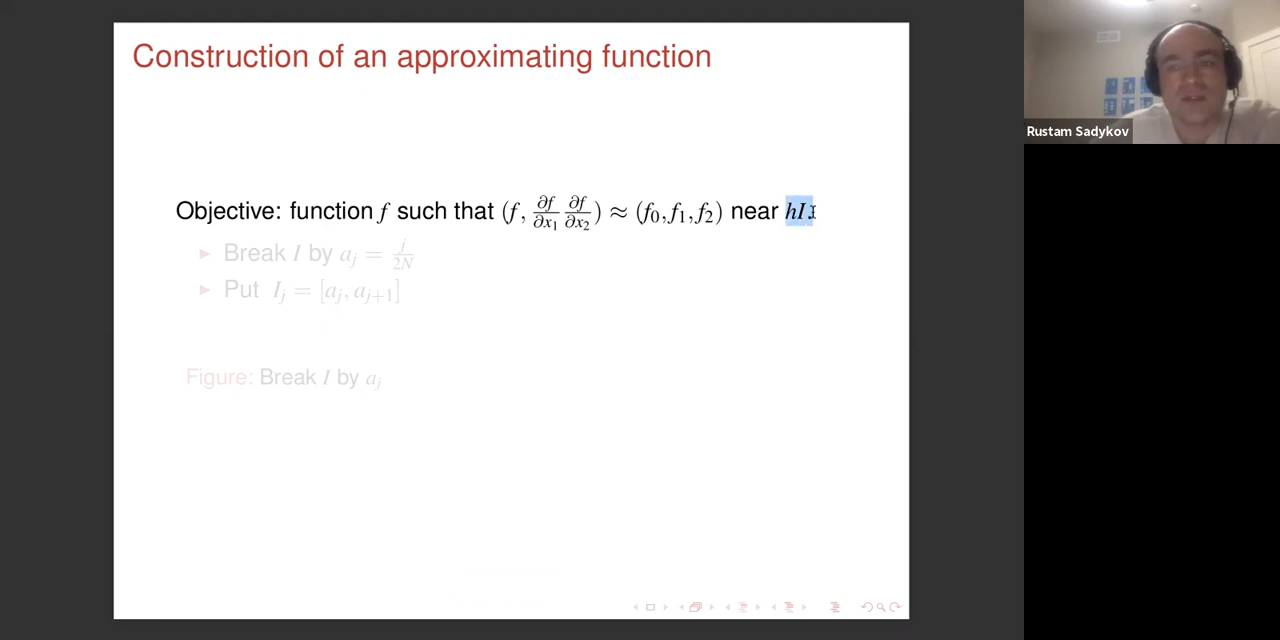 Construction of an approximating function
Objective: function f such that (f, ∂f/∂x₁ ∂f/∂x₂) ≈ (f₀,f₁,f₂) near hI.
► Break I by aⱼ = j/2N
► Put Iⱼ = [aⱼ, aⱼ₊₁]
Figure: Break I by aⱼ
Rustam Sadykov